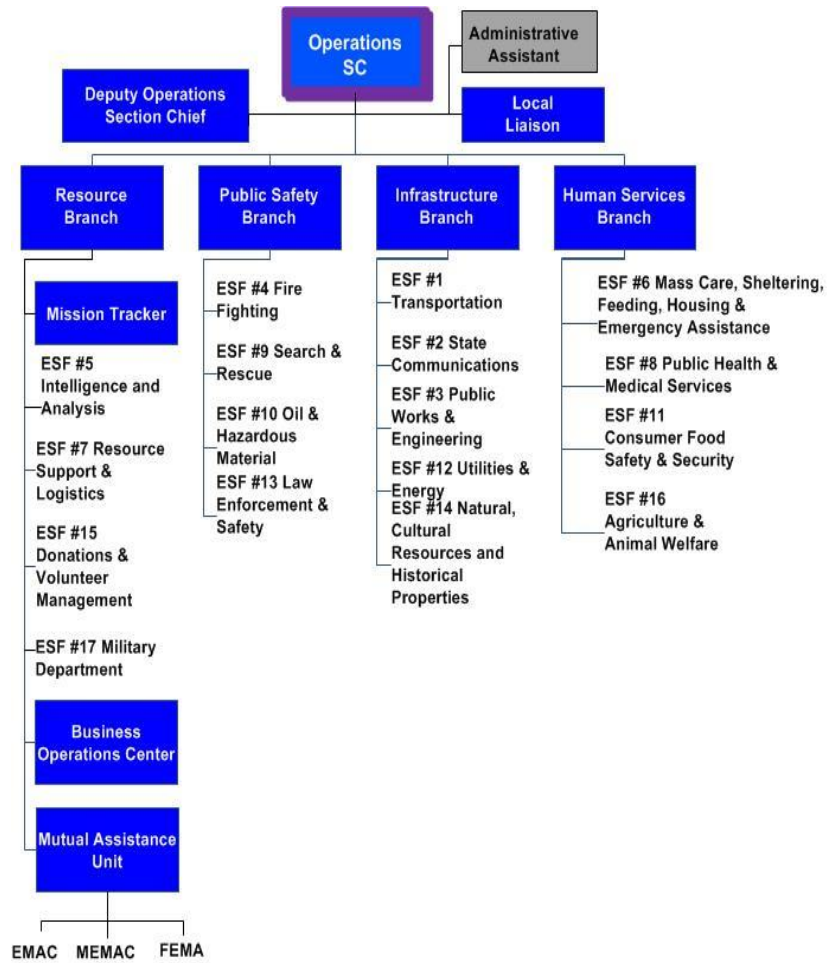 Operations
SC
Administrative
Assistant
Deputy Operations
Section Chief
Local
Liaison
Resource
Branch
Public Safety
Branch
Infrastructure
Branch
Human Services
Branch
Mission Tracker
ESF #5
Intelligence and
Analysis
ESF #7 Resource
Support &
Logistics
ESF #15
Donations &
Volunteer
Management
ESF #17 Military
Department
Business
Operations Center
Mutual Assistance
Unit
EMAC
MEMAC
FEMA
ESF #4 Fire
Fighting
ESF #9 Search &
Rescue
ESF #10 Oil &
Hazardous
Material
ESF #13 Law
Enforcement &
Safety
ESF #1
Transportation
ESF #2 State
Communications
ESF #3 Public
Works &
Engineering
ESF #12 Utilities &
Energy
ESF #14 Natural,
Cultural
Resources and
Historical
Properties
ESF #6 Mass Care, Sheltering,
Feeding, Housing &
Emergency Assistance
ESF #8 Public Health &
Medical Services
ESF #11
Consumer Food
Safety & Security
ESF #16
Agriculture &
Animal Welfare